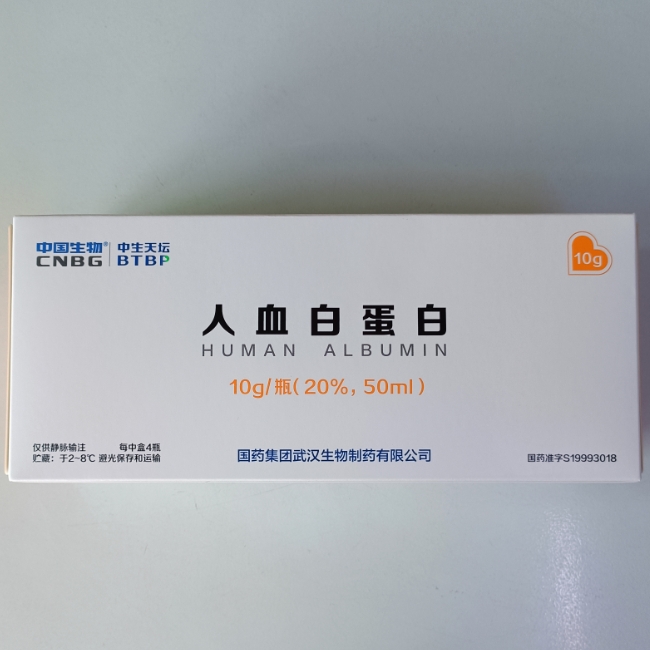 中国生物®
CNBG
中生天坛
BTBP
10g
人血白蛋白
HUMAN ALBUMIN
10g/瓶(20%, 50ml)
仅供静脉输注 每中盒4瓶
贮藏：于2-8℃ 避光保存和运输
国药集团武汉生物制药有限公司
国药准字S19993018